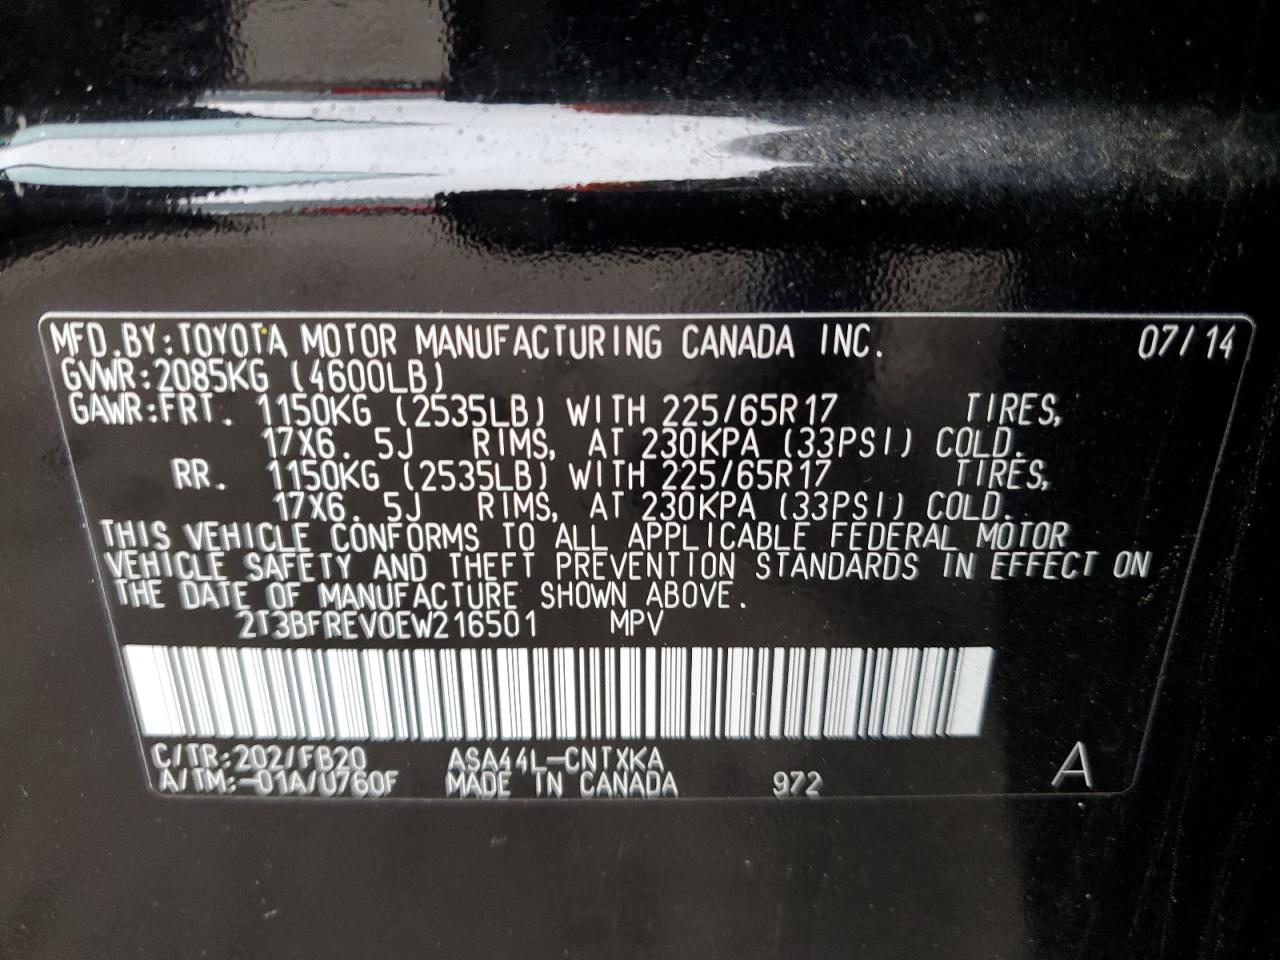 MFD.BY:TOYOTA MOTOR MANUFACTURING CANADA INC. 07/14
GVWR:2085KG (4600LB)
GAWR:FRT. 1150KG (2535LB) WITH 225/65R17 TIRES,
17X6.5J RIMS, AT 230KPA (33PSI) COLD.
RR. 1150KG (2535LB) WITH 225/65R17 TIRES,
17X6.5J RIMS, AT 230KPA (33PSI) COLD.
THIS VEHICLE CONFORMS TO ALL APPLICABLE FEDERAL MOTOR
VEHICLE SAFETY AND THEFT PREVENTION STANDARDS IN EFFECT ON
THE DATE OF MANUFACTURE SHOWN ABOVE.
2T3BFREV0EW216501 MPV
C/TR:202/FB20 ASA44L-CNTXKA
A/TM:-01A/U760F MADE IN CANADA 972 A